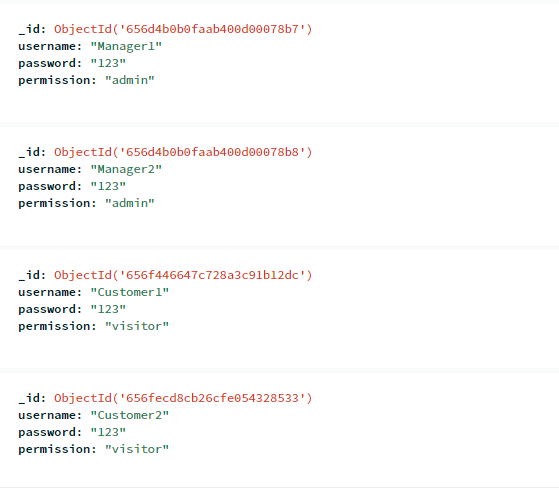 _id: ObjectId('656d4b0b0faab400d00078b7')
username: "Manager1"
password: "123"
permission: "admin"
_id: ObjectId('656d4b0b0faab400d00078b8')
username: "Manager2"
password: "123"
permission: "admin"
_id: ObjectId('656f446647c728a3c91b12dc')
username: "Customer1"
password: "123"
permission: "visitor"
_id: ObjectId('656fecd8cb26cfe054328533')
username: "Customer2"
password: "123"
permission: "visitor"